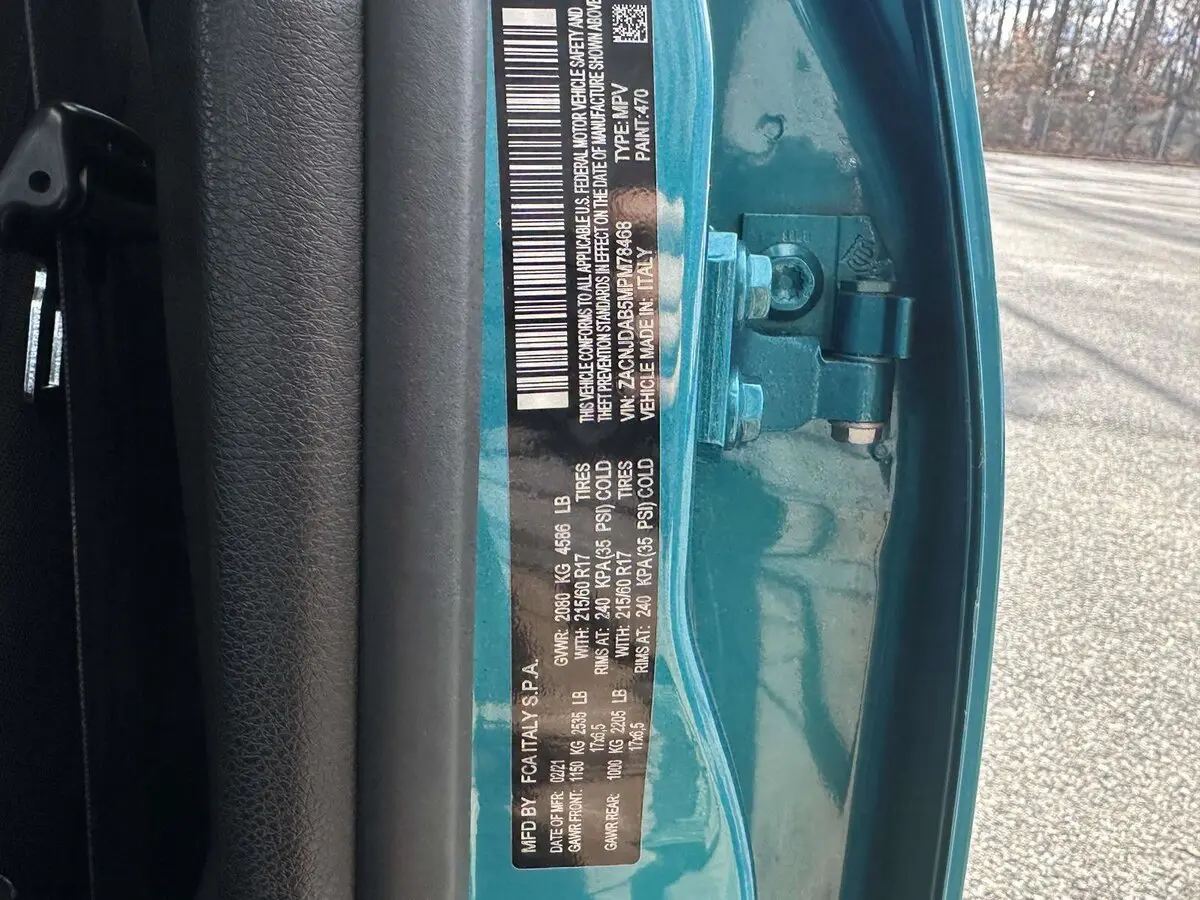 MFD BY FCA ITALY S.P.A.
DATE OF MFR: 02/21 GVWR: 2080 KG 4586 LB
GAWR FRONT: 1150 KG 2535 LB WITH: 215/60 R17 TIRES
17x6,5 RIMS AT: 240 KPA (35 PSI) COLD
GAWR REAR: 1000 KG 2205 LB WITH: 215/60 R17 TIRES
17x6,5 RIMS AT: 240 KPA (35 PSI) COLD
THIS VEHICLE CONFORMS TO ALL APPLICABLE U.S. FEDERAL MOTOR VEHICLE SAFETY AND
THEFT PREVENTION STANDARDS IN EFFECT ON THE DATE OF MANUFACTURE SHOWN ABOVE
VIN: ZACNJDAB5MPM78468 TYPE: MPV
VEHICLE MADE IN: ITALY PAINT: 470